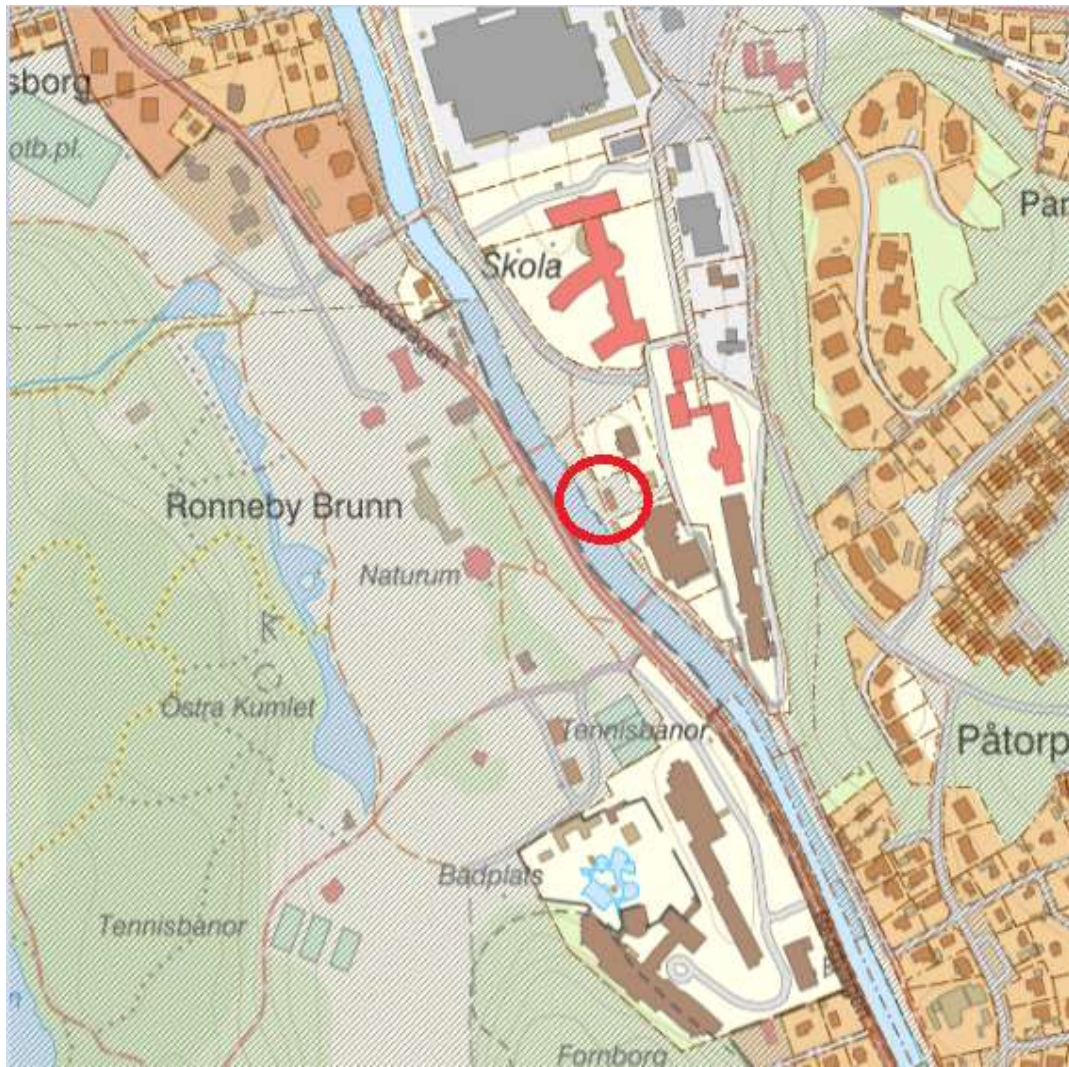 sborg
otb.pl.
Skola
Par
Ronneby Brunn
Naturum
Östra Kumlet
Tennisbanor
Påtorp
Badplats
Tennisbanor
Fornborg